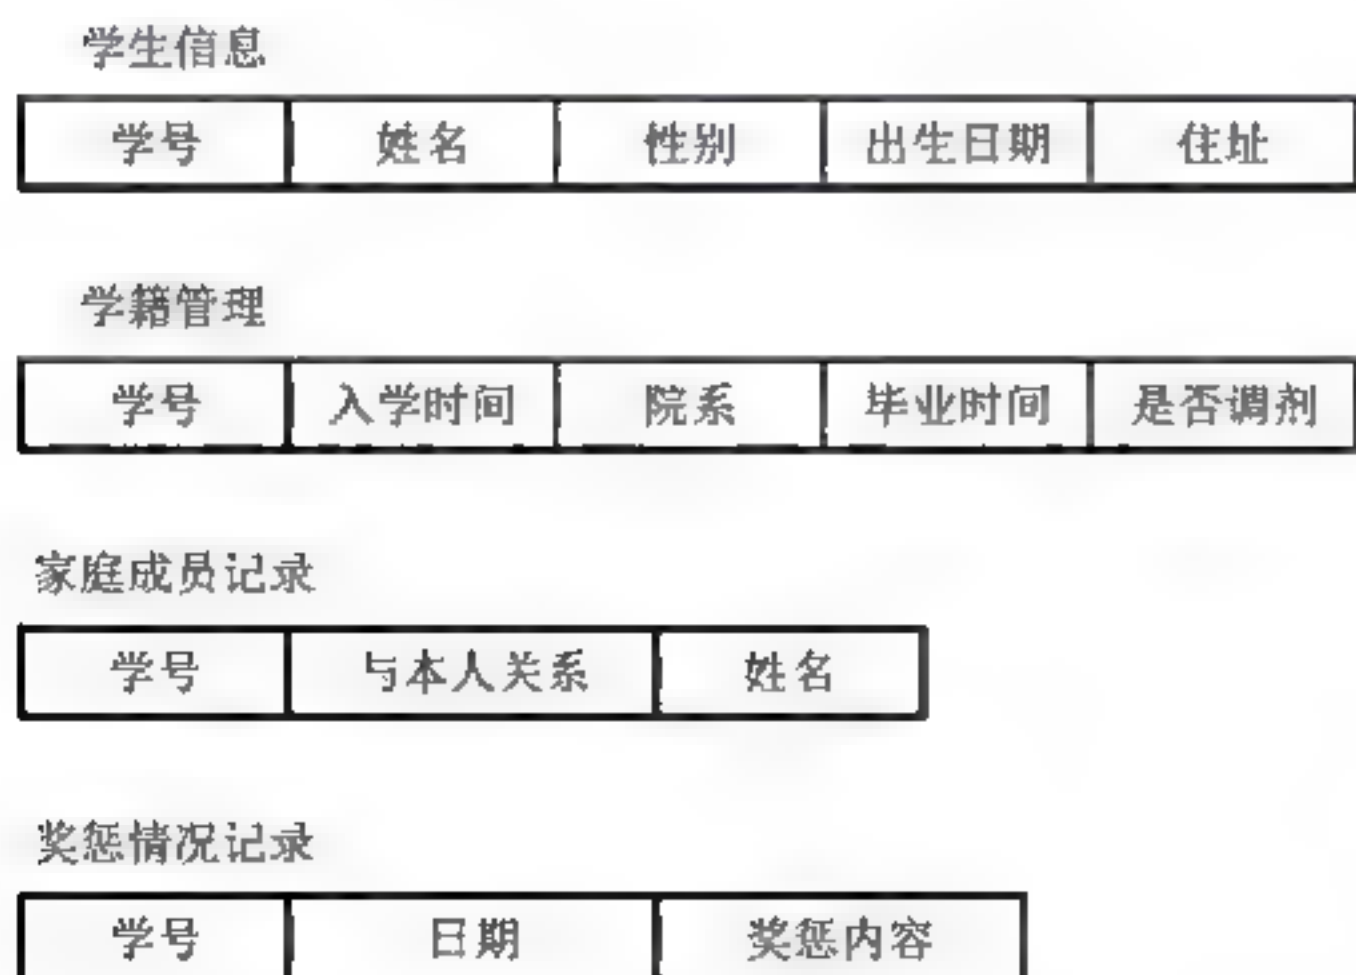 学生信息
学号 姓名 性别 出生日期 住址
学籍管理
学号 入学时间 院系 毕业时间 是否调剂
家庭成员记录
学号 与本人关系 姓名
奖惩情况记录
学号 日期 奖惩内容